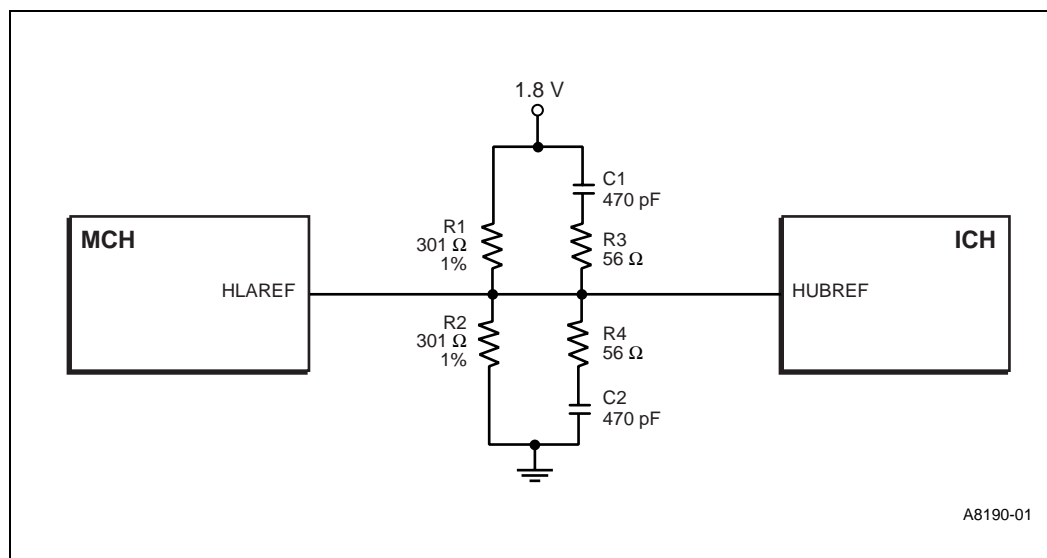 1.8 V
C1
470 pF
R1
301 Ω
1%
R3
56 Ω
MCH
ICH
HLAREF
HUBREF
R2
301 Ω
1%
R4
56 Ω
C2
470 pF
A8190-01